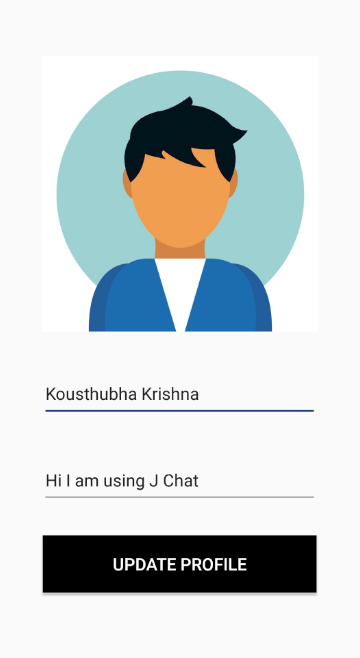 Kousthubha Krishna
Hi I am using J Chat
UPDATE PROFILE